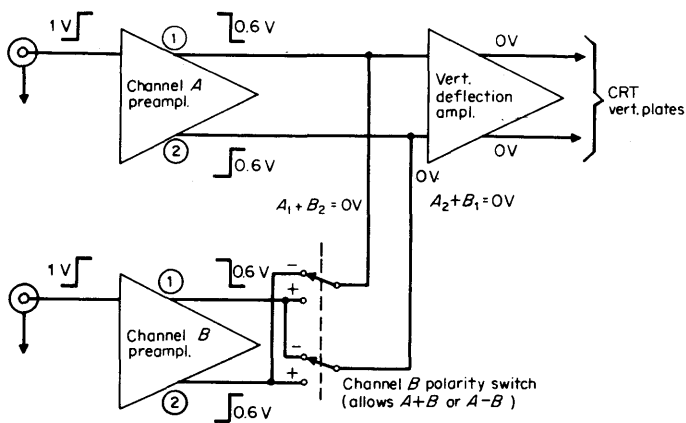 1 V
1
0.6 V
Channel A
preampl.
2
0.6 V
Vert.
deflection
ampl.
0V
0V
CRT
vert. plates
0V
A₁ + B₂ = 0V
A₂ + B₁ = 0V
1 V
1
0.6 V
Channel B
preampl.
2
0.6 V
−
+
−
+
Channel B polarity switch
(allows A+B or A−B)